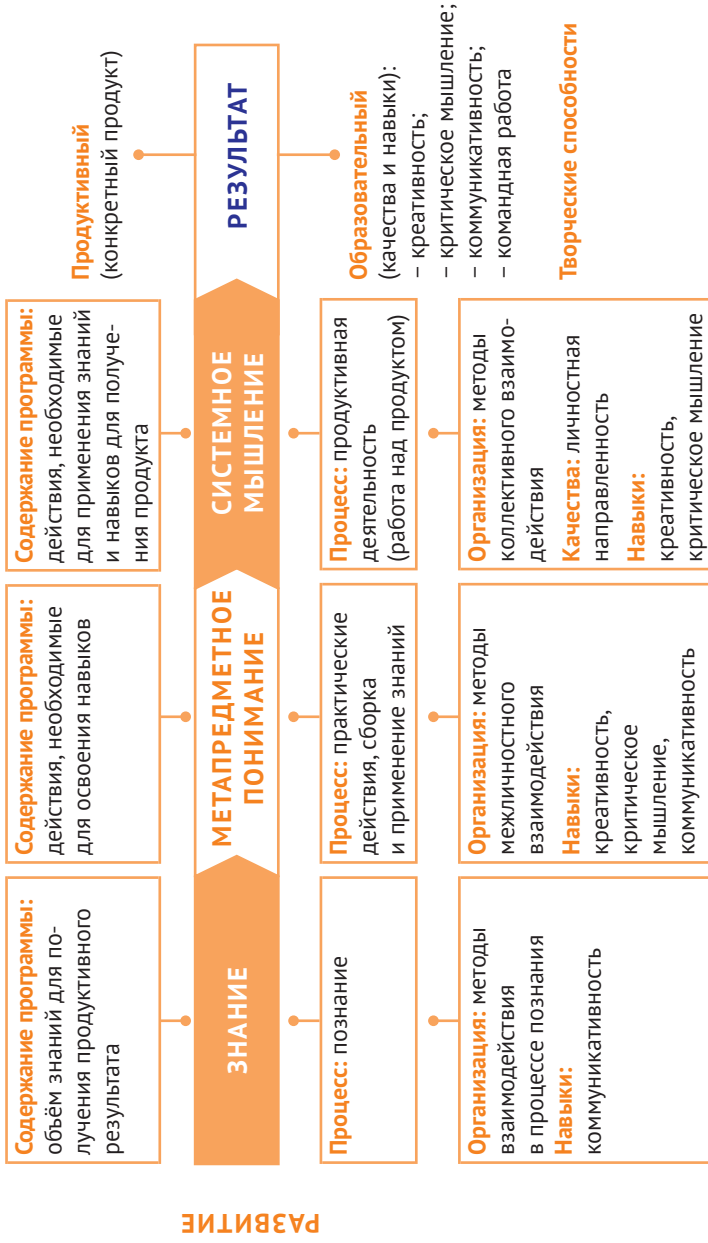 РАЗВИТИЕ
Содержание программы:
объём знаний для по-
лучения продуктивного
результата
ЗНАНИЕ
Процесс: познание
Организация: методы
взаимодействия
в процессе познания
Навыки:
коммуникативность
Содержание программы:
действия, необходимые
для освоения навыков
МЕТАПРЕДМЕТНОЕ
ПОНИМАНИЕ
Процесс: практические
действия, сборка
и применение знаний
Организация: методы
межличностного
взаимодействия
Навыки:
креативность,
критическое
мышление,
коммуникативность
Содержание программы:
действия, необходимые
для применения знаний
и навыков для получе-
ния продукта
СИСТЕМНОЕ
МЫШЛЕНИЕ
Процесс: продуктивная
деятельность
(работа над продуктом)
Организация: методы
коллективного взаимо-
действия
Качества: личностная
направленность
Навыки:
креативность,
критическое мышление
Продуктивный
(конкретный продукт)
РЕЗУЛЬТАТ
Образовательный
(качества и навыки):
– креативность;
– критическое мышление;
– коммуникативность;
– командная работа
Творческие способности